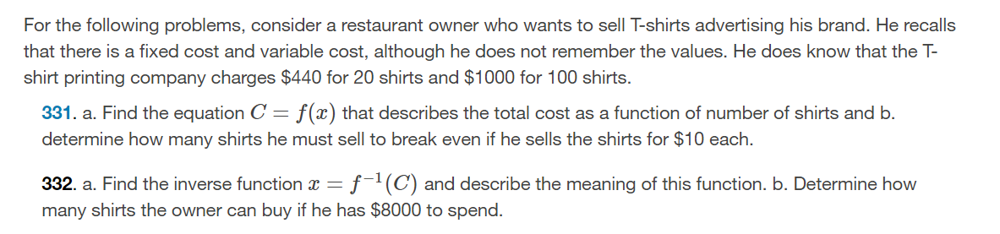 For the following problems, consider a restaurant owner who wants to sell T-shirts advertising his brand. He recalls
that there is a fixed cost and variable cost, although he does not remember the values. He does know that the T-
shirt printing company charges $440 for 20 shirts and $1000 for 100 shirts.
331. a. Find the equation C = f(x) that describes the total cost as a function of number of shirts and b.
determine how many shirts he must sell to break even if he sells the shirts for $10 each.
332. a. Find the inverse function x = f⁻¹(C) and describe the meaning of this function. b. Determine how
many shirts the owner can buy if he has $8000 to spend.